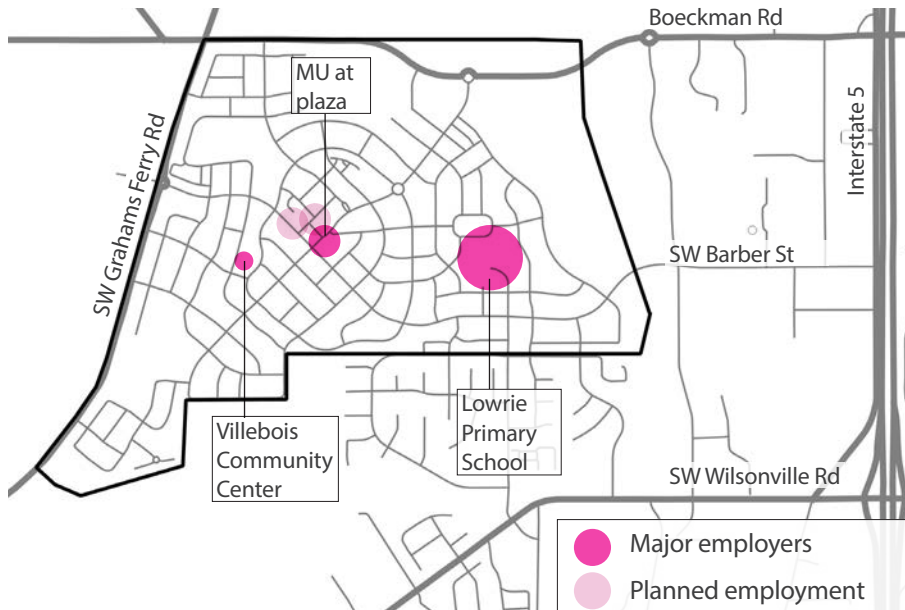 Boeckman Rd
MU at
plaza
SW Grahams Ferry Rd
Interstate 5
SW Barber St
Villebois
Community
Center
Lowrie
Primary
School
SW Wilsonville Rd
Major employers
Planned employment